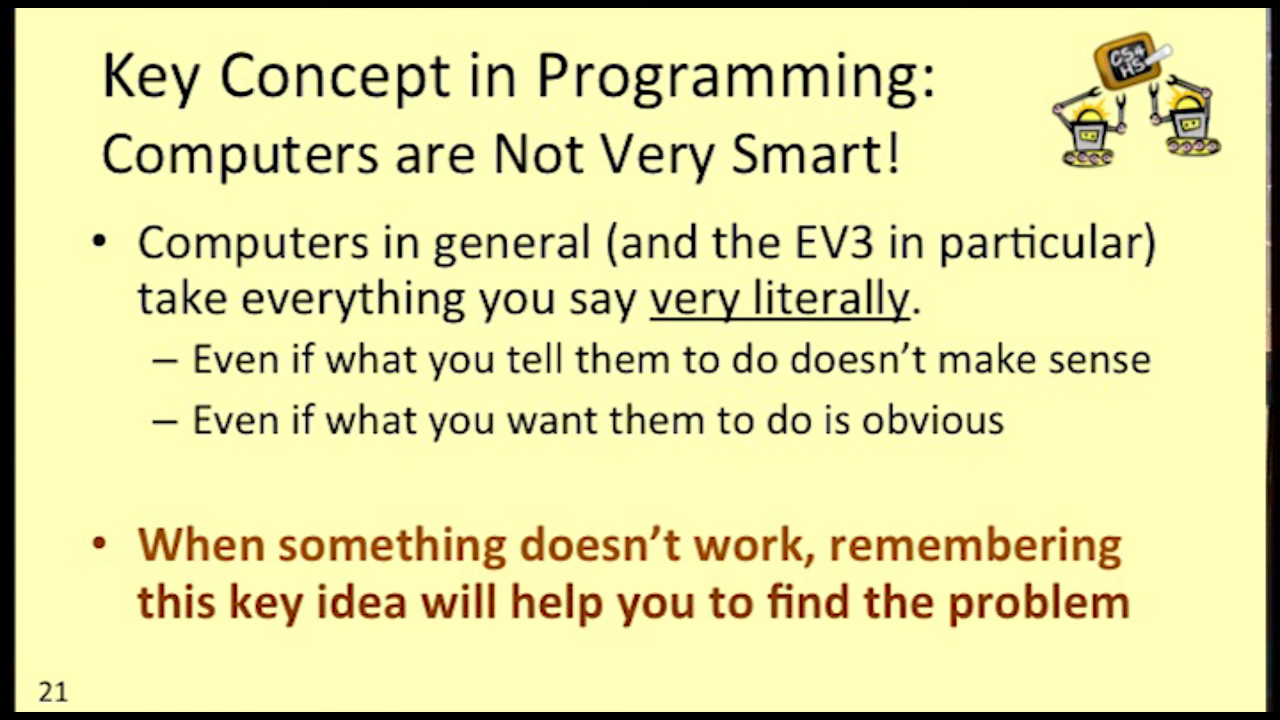 Key Concept in Programming:
Computers are Not Very Smart!
CS4
HS
• Computers in general (and the EV3 in particular)
take everything you say very literally.
– Even if what you tell them to do doesn’t make sense
– Even if what you want them to do is obvious
• When something doesn’t work, remembering
this key idea will help you to find the problem
21